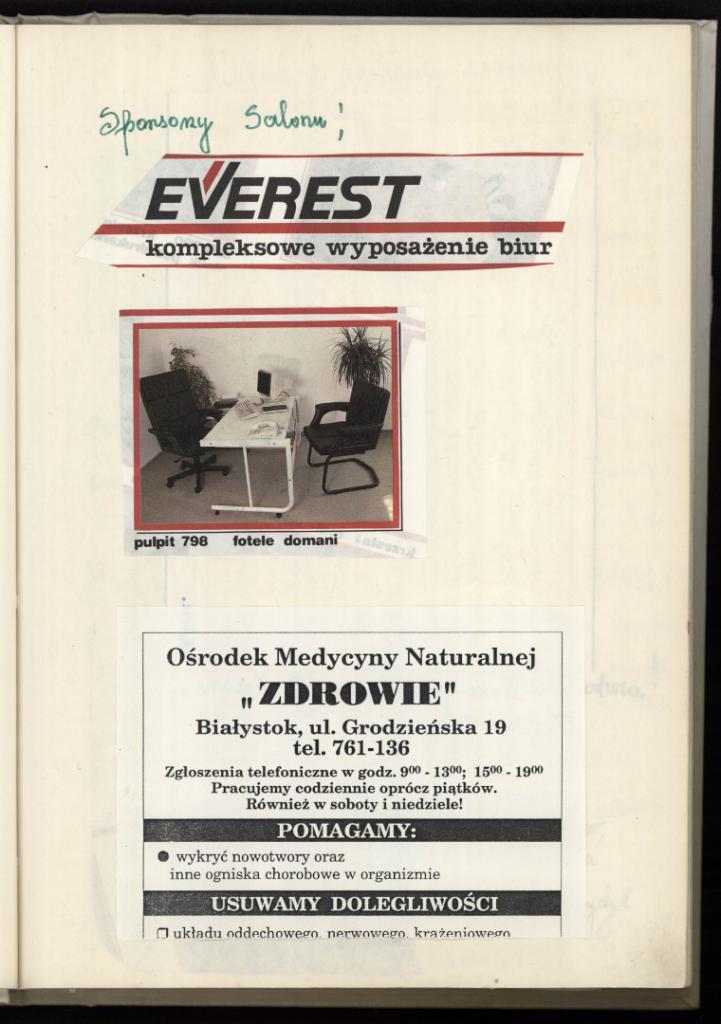 Sponsorzy Salonu!
EVEREST
kompleksowe wyposażenie biur
pulpit 798 fotele domani
Ośrodek Medycyny Naturalnej
„ZDROWIE"
Białystok, ul. Grodzieńska 19
tel. 761-136
Zgłoszenia telefoniczne w godz. 9⁰⁰ - 13⁰⁰; 15⁰⁰ - 19⁰⁰
Pracujemy codziennie oprócz piątków.
Również w soboty i niedziele!
POMAGAMY:
● wykryć nowotwory oraz
inne ogniska chorobowe w organizmie
USUWAMY DOLEGLIWOŚCI
❒ układu oddechowego, nerwowego, krążeniowego